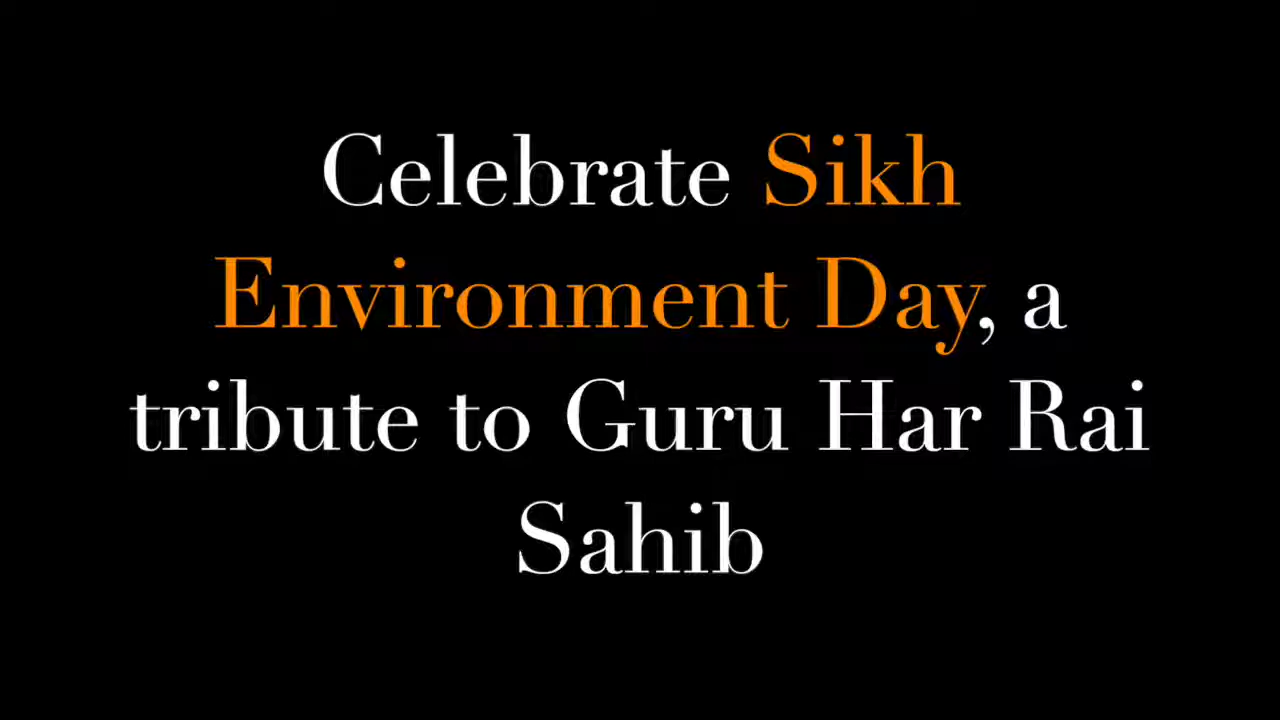 Celebrate Sikh
Environment Day, a
tribute to Guru Har Rai
Sahib